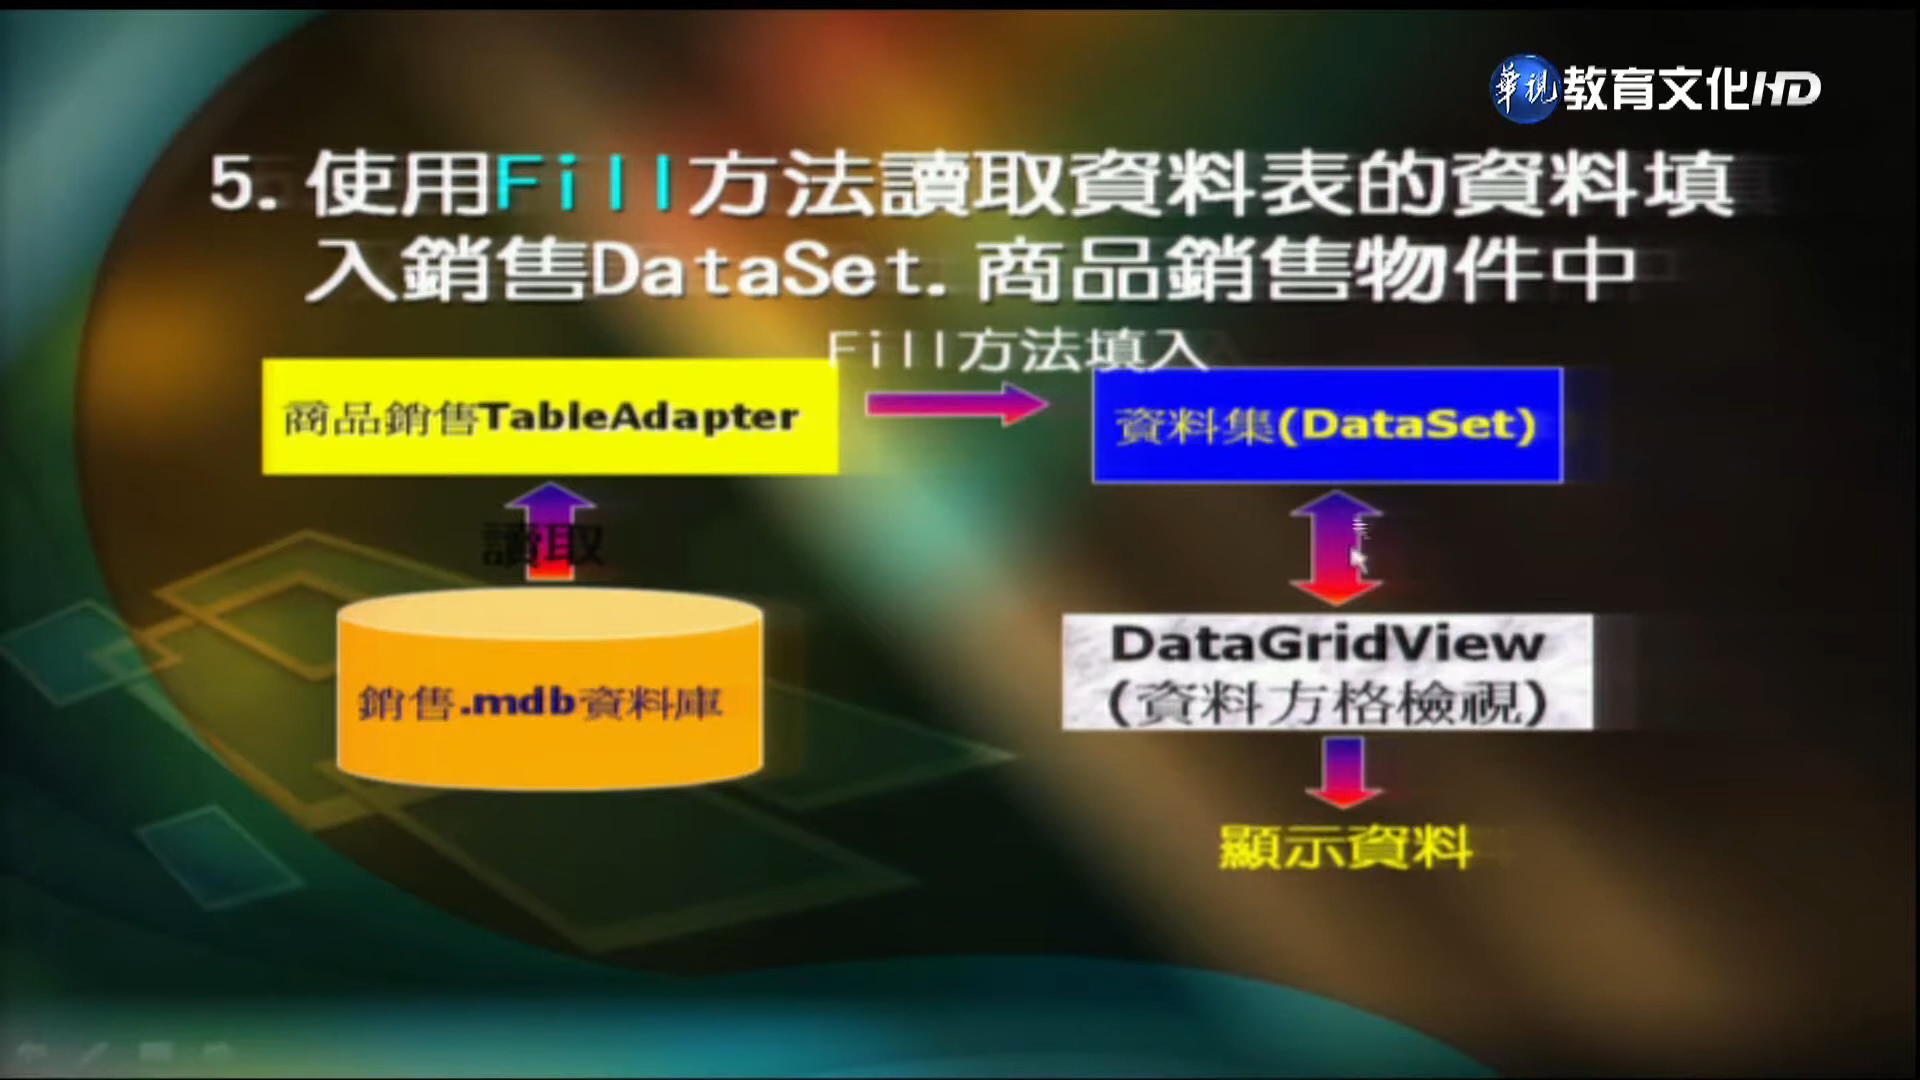 華視教育文化HD
5. 使用Fill方法讀取資料表的資料填
入銷售DataSet.商品銷售物件中
Fill方法填入
商品銷售TableAdapter
資料集(DataSet)
讀取
銷售.mdb資料庫
DataGridView
(資料方格檢視)
顯示資料